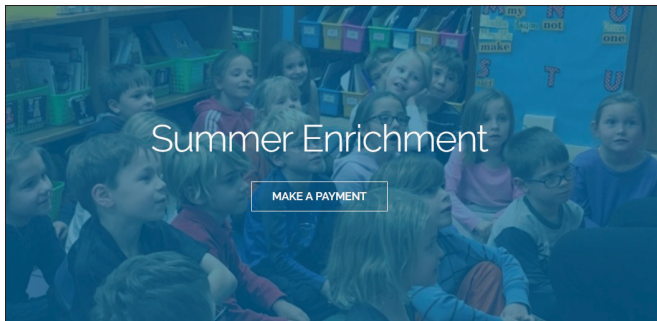 my
not
one
make
M N O
S T U
Summer Enrichment
MAKE A PAYMENT